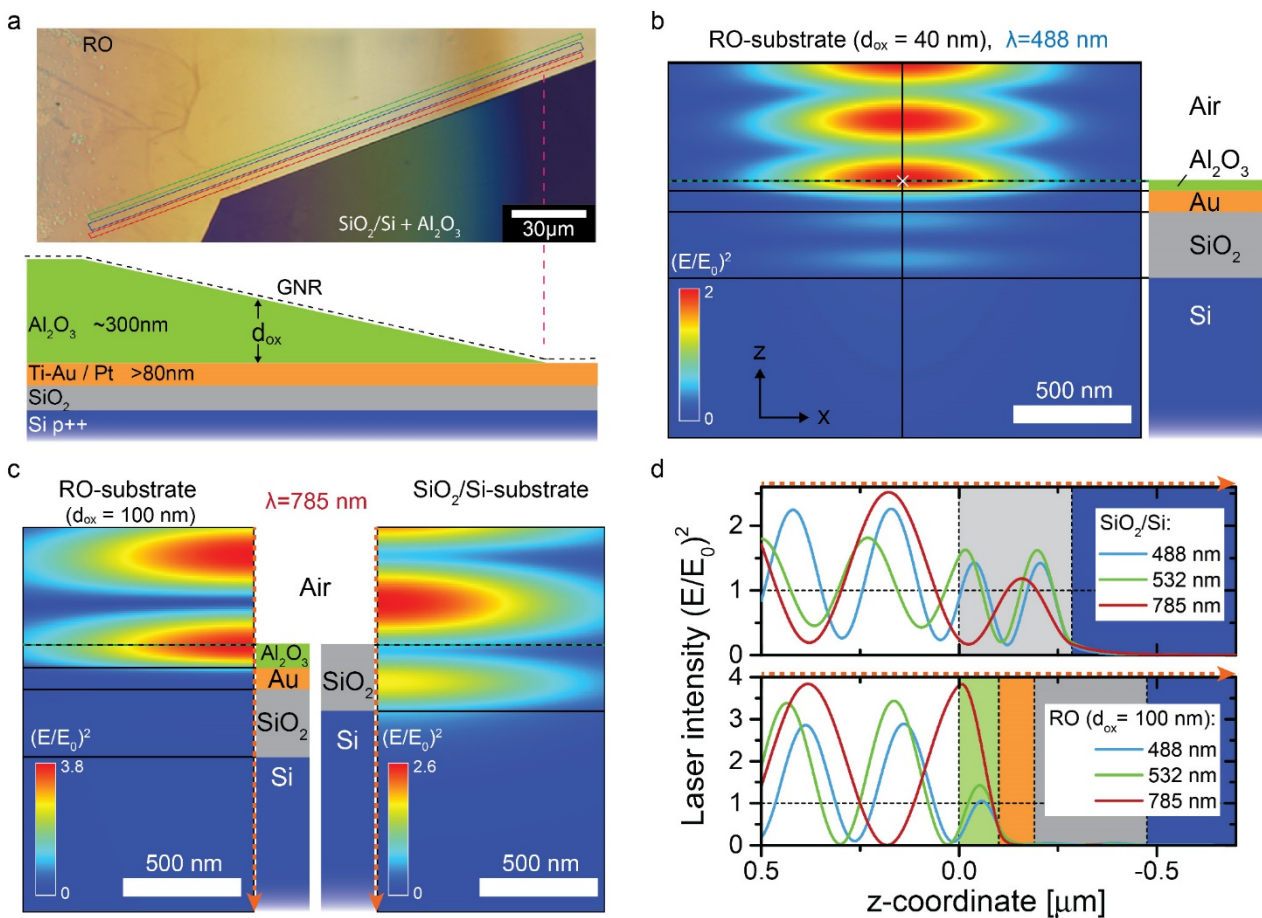 a
RO
SiO₂/Si + Al₂O₃
30μm
GNR
Al₂O₃ ~300nm
dₒₓ
Ti-Au / Pt >80nm
SiO₂
Si p++
b
RO-substrate (dₒₓ = 40 nm), λ=488 nm
Air
Al₂O₃
Au
SiO₂
Si
(E/E₀)²
2
0
z
x
500 nm
c
RO-substrate
(dₒₓ = 100 nm)
λ=785 nm
SiO₂/Si-substrate
Air
Al₂O₃
Au
SiO₂
Si
SiO₂
Si
(E/E₀)²
3.8
0
500 nm
(E/E₀)²
2.6
0
500 nm
d
Laser intensity (E/E₀)²
2
1
0
SiO₂/Si:
488 nm
532 nm
785 nm
4
3
2
1
0
RO (dₒₓ= 100 nm):
488 nm
532 nm
785 nm
0.5
0.0
-0.5
z-coordinate [μm]